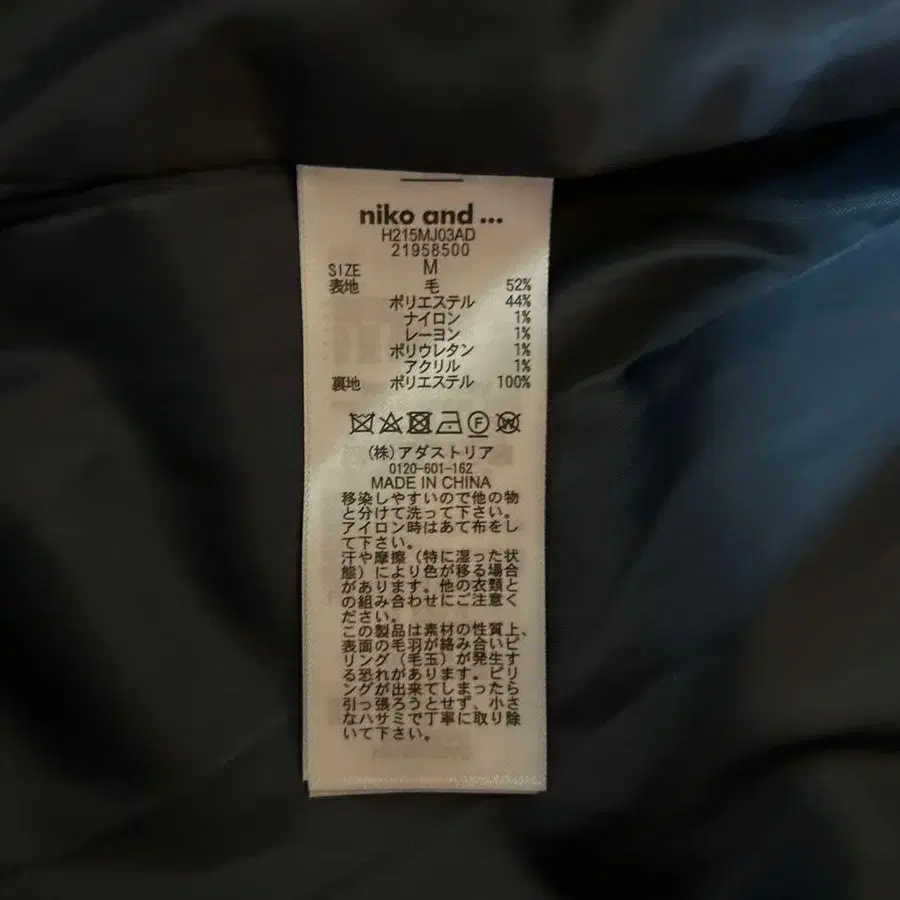 niko and ...
H215MJ03AD
21958500
SIZE M
表地 毛 52%
ポリエステル 44%
ナイロン 1%
レーヨン 1%
ポリウレタン 1%
アクリル 1%
裏地 ポリエステル 100%
F W
(株)アダストリア
0120-601-162
MADE IN CHINA
移染しやすいので他の物
と分けて洗って下さい。
アイロン時はあて布をし
て下さい。
汗や摩擦(特に湿った状
態)により色が移る場合
があります。他の衣類と
の組み合わせにご注意く
ださい。
この製品は素材の性質上、
表面の毛羽が絡み合いピ
リング(毛玉)が発生す
る恐れがあります。ピリ
ングが出来てしまったら
引っ張ろうとせず、小さ
なハサミで丁寧に取り除
いて下さい。